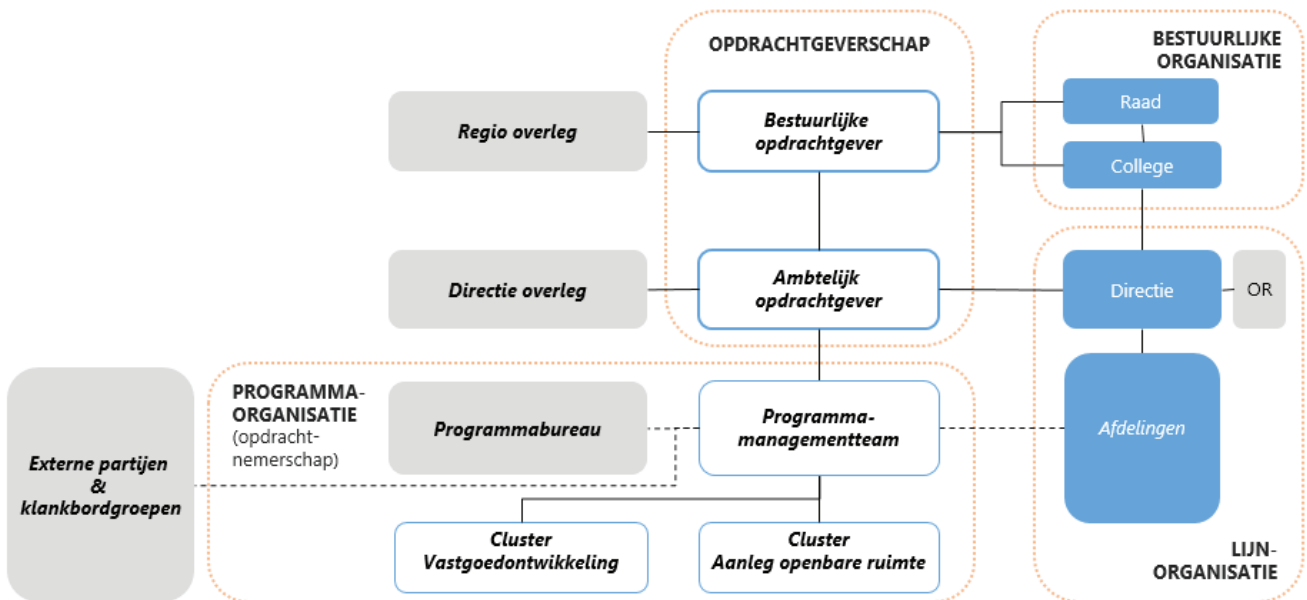 OPDRACHTGEVERSCHAP
BESTUURLIJKE
ORGANISATIE
Regio overleg
Bestuurlijke
opdrachtgever
Raad
College
Directie overleg
Ambtelijk
opdrachtgever
Directie
OR
PROGRAMMA-
ORGANISATIE
(opdracht-
nemerschap)
Programmabureau
Programma-
managementteam
Afdelingen
Externe partijen
&
klankbordgroepen
Cluster
Vastgoedontwikkeling
Cluster
Aanleg openbare ruimte
LIJN-
ORGANISATIE